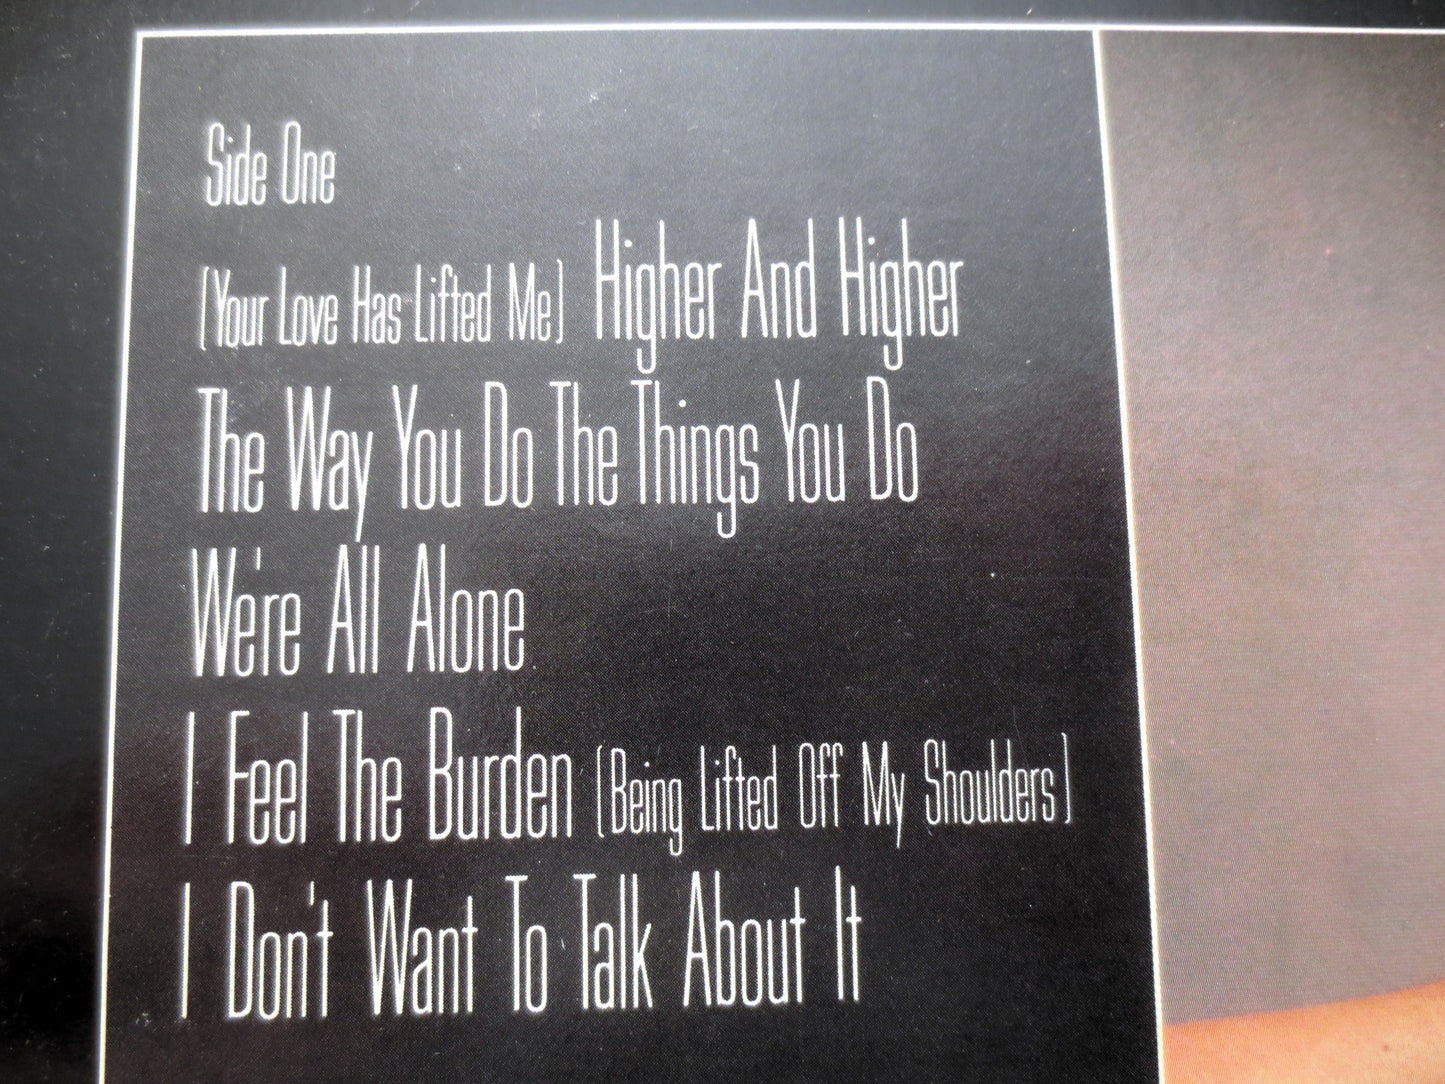 Side One
(Your Love Has Lifted Me) Higher And Higher
The Way You Do The Things You Do
We're All Alone
I Feel The Burden (Being Lifted Off My Shoulders)
I Don't Want To Talk About It